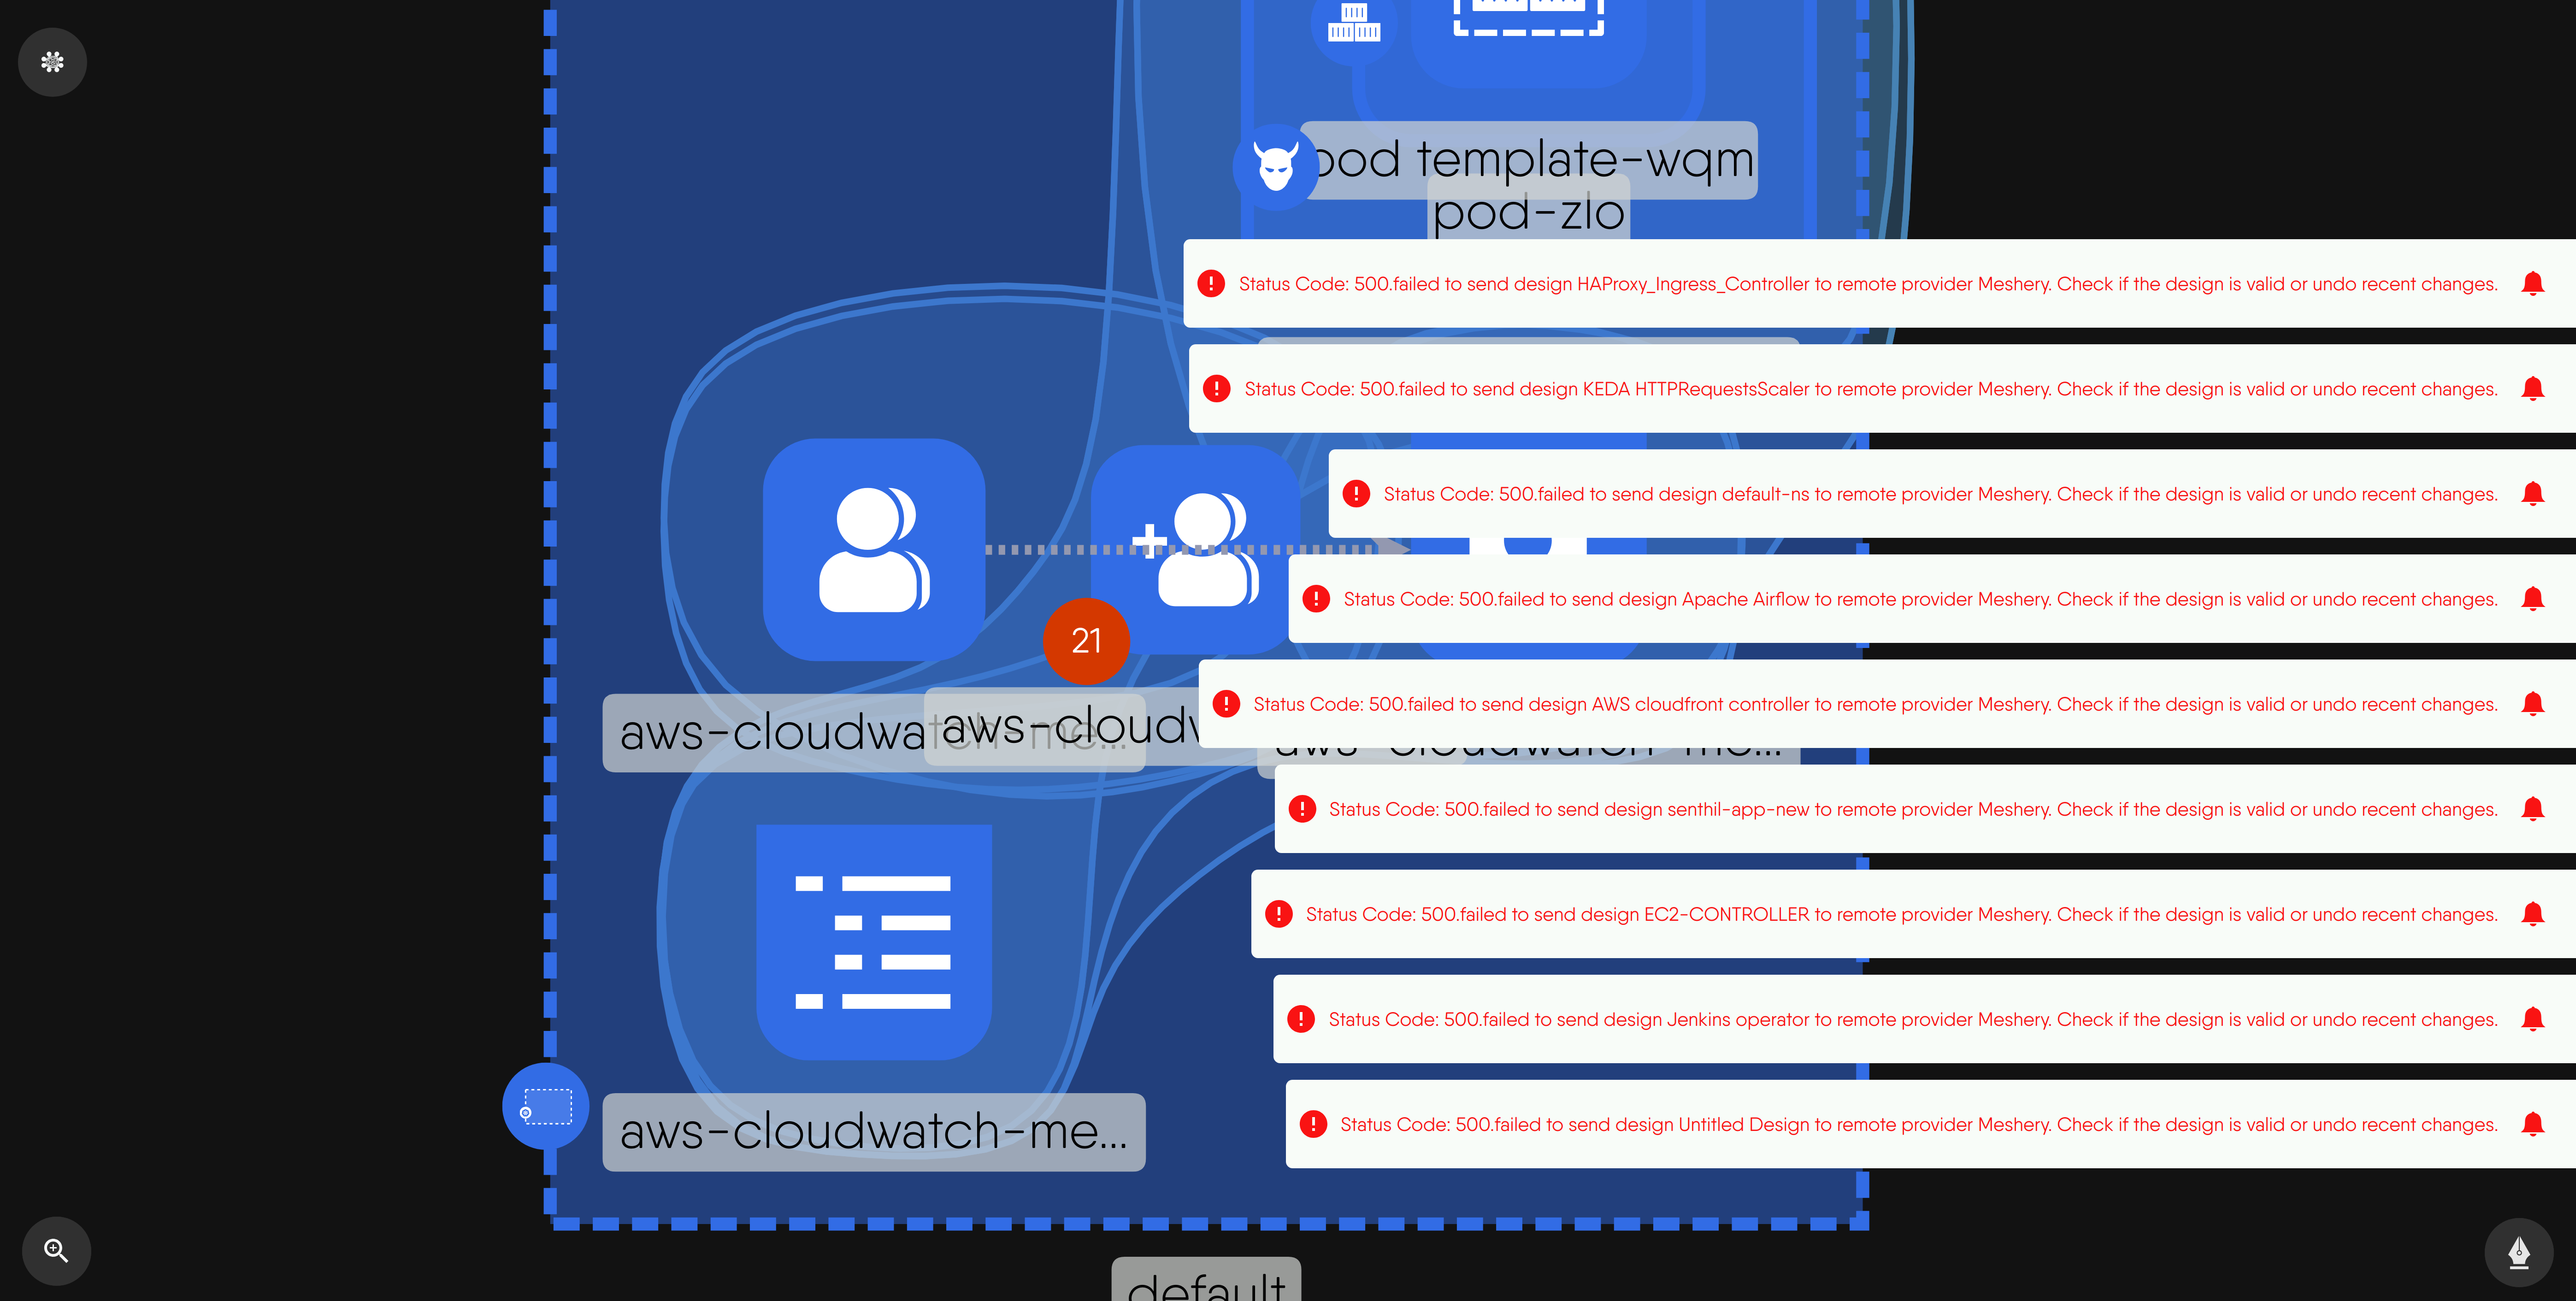 pod template-wqm
pod-zlo
Status Code: 500.failed to send design HAProxy_Ingress_Controller to remote provider Meshery. Check if the design is valid or undo recent changes.
Status Code: 500.failed to send design KEDA HTTPRequestsScaler to remote provider Meshery. Check if the design is valid or undo recent changes.
Status Code: 500.failed to send design default-ns to remote provider Meshery. Check if the design is valid or undo recent changes.
Status Code: 500.failed to send design Apache Airflow to remote provider Meshery. Check if the design is valid or undo recent changes.
21
Status Code: 500.failed to send design AWS cloudfront controller to remote provider Meshery. Check if the design is valid or undo recent changes.
aws-cloudwatch-me...
aws-cloudw
aws-cloudwatch-me...
Status Code: 500.failed to send design senthil-app-new to remote provider Meshery. Check if the design is valid or undo recent changes.
Status Code: 500.failed to send design EC2-CONTROLLER to remote provider Meshery. Check if the design is valid or undo recent changes.
Status Code: 500.failed to send design Jenkins operator to remote provider Meshery. Check if the design is valid or undo recent changes.
Status Code: 500.failed to send design Untitled Design to remote provider Meshery. Check if the design is valid or undo recent changes.
aws-cloudwatch-me...
default